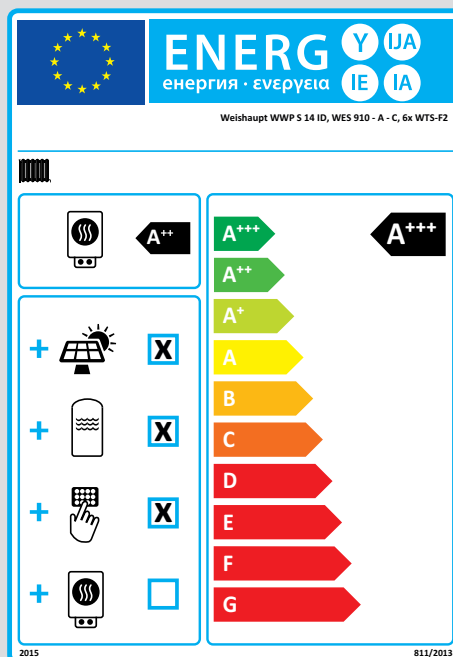 ENERG Y IJA
енергия · ενεργεια IE IA
Weishaupt WWP S 14 ID, WES 910 - A - C, 6x WTS-F2
A++
A+++
A+++
A++
A+
A
B
C
D
E
F
G
X
X
X
2015
811/2013